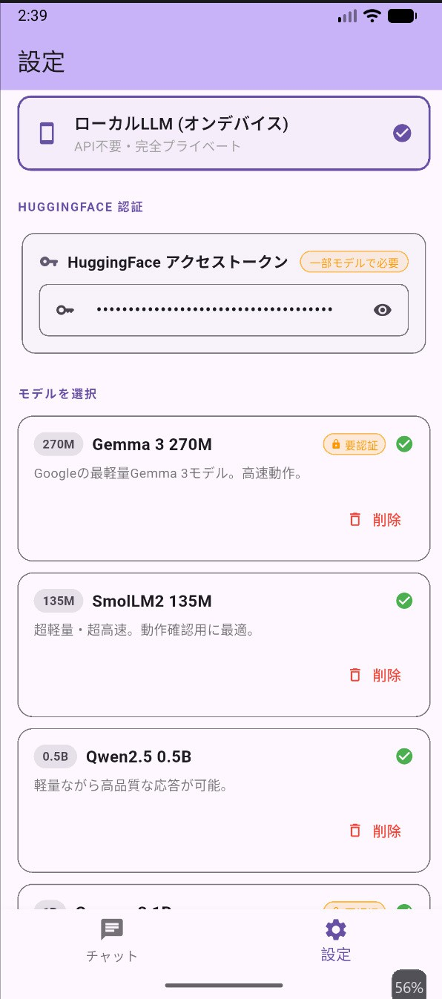 2:39
設定
ローカルLLM (オンデバイス)
API不要・完全プライベート
HUGGINGFACE 認証
HuggingFace アクセストークン
一部モデルで必要
••••••••••••••••••••••••••••••••••••
モデルを選択
270M Gemma 3 270M
要認証
Googleの最軽量Gemma 3モデル。高速動作。
削除
135M SmolLM2 135M
超軽量・超高速。動作確認用に最適。
削除
0.5B Qwen2.5 0.5B
軽量ながら高品質な応答が可能。
削除
チャット
設定
56%